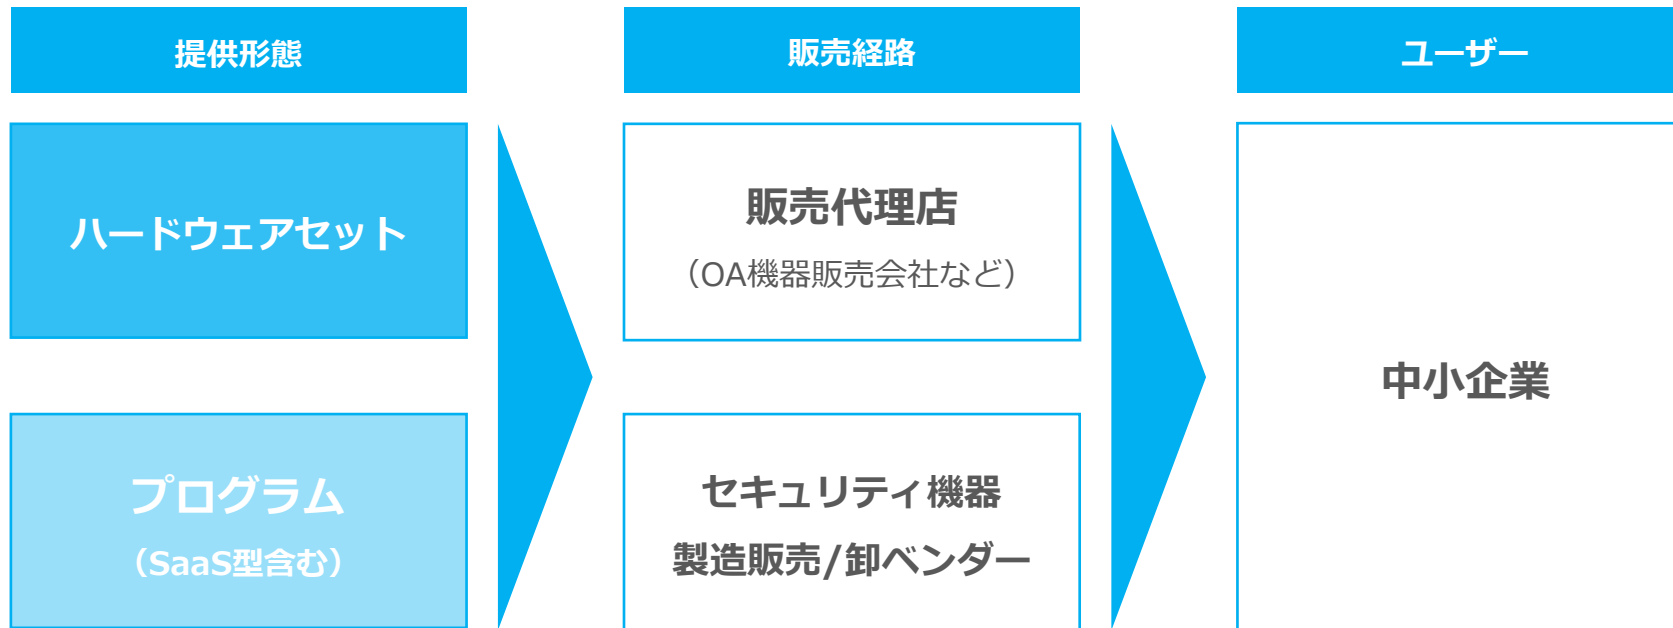 提供形態
販売経路
ユーザー
ハードウェアセット
販売代理店
（OA機器販売会社など）
中小企業
プログラム
（SaaS型含む）
セキュリティ機器
製造販売/卸ベンダー